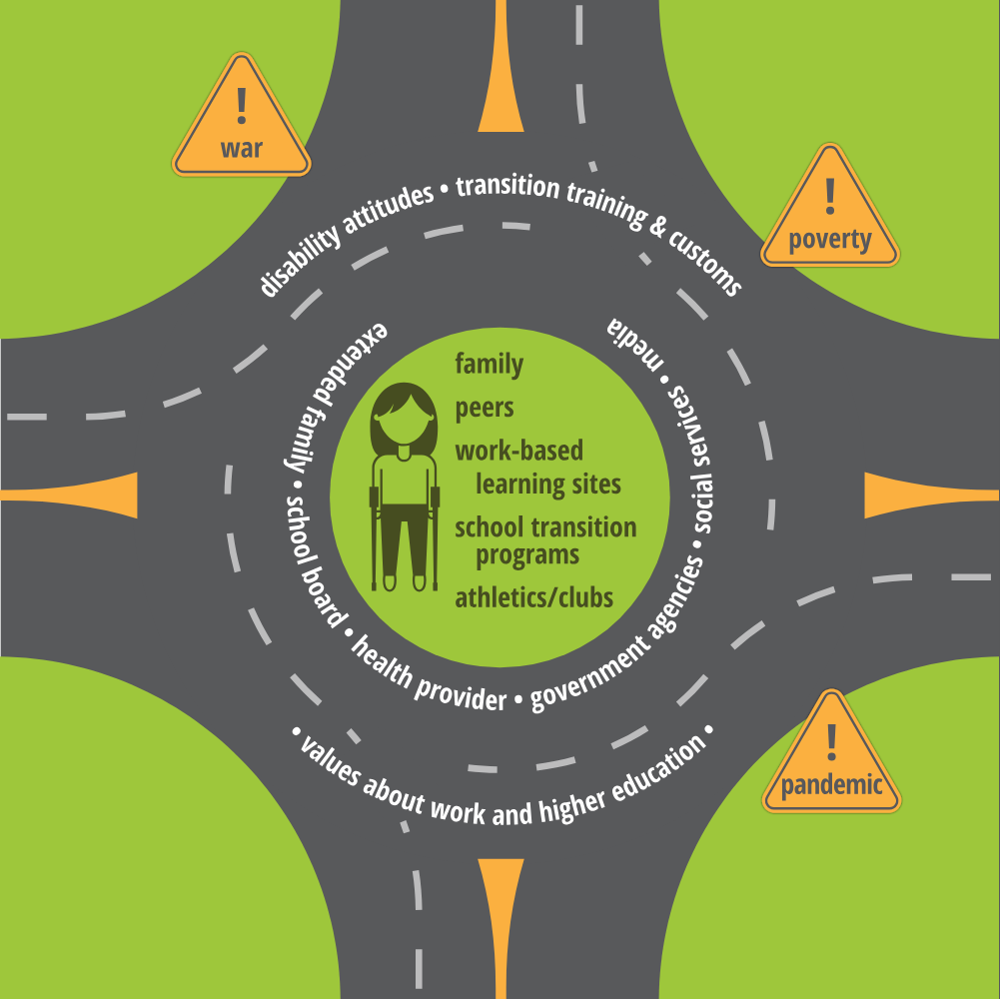 !
war
!
poverty
disability attitudes • transition training & customs
extended family • school board • health provider • government agencies • social services • media
family
peers
work-based
learning sites
school transition
programs
athletics/clubs
• values about work and higher education •
!
pandemic